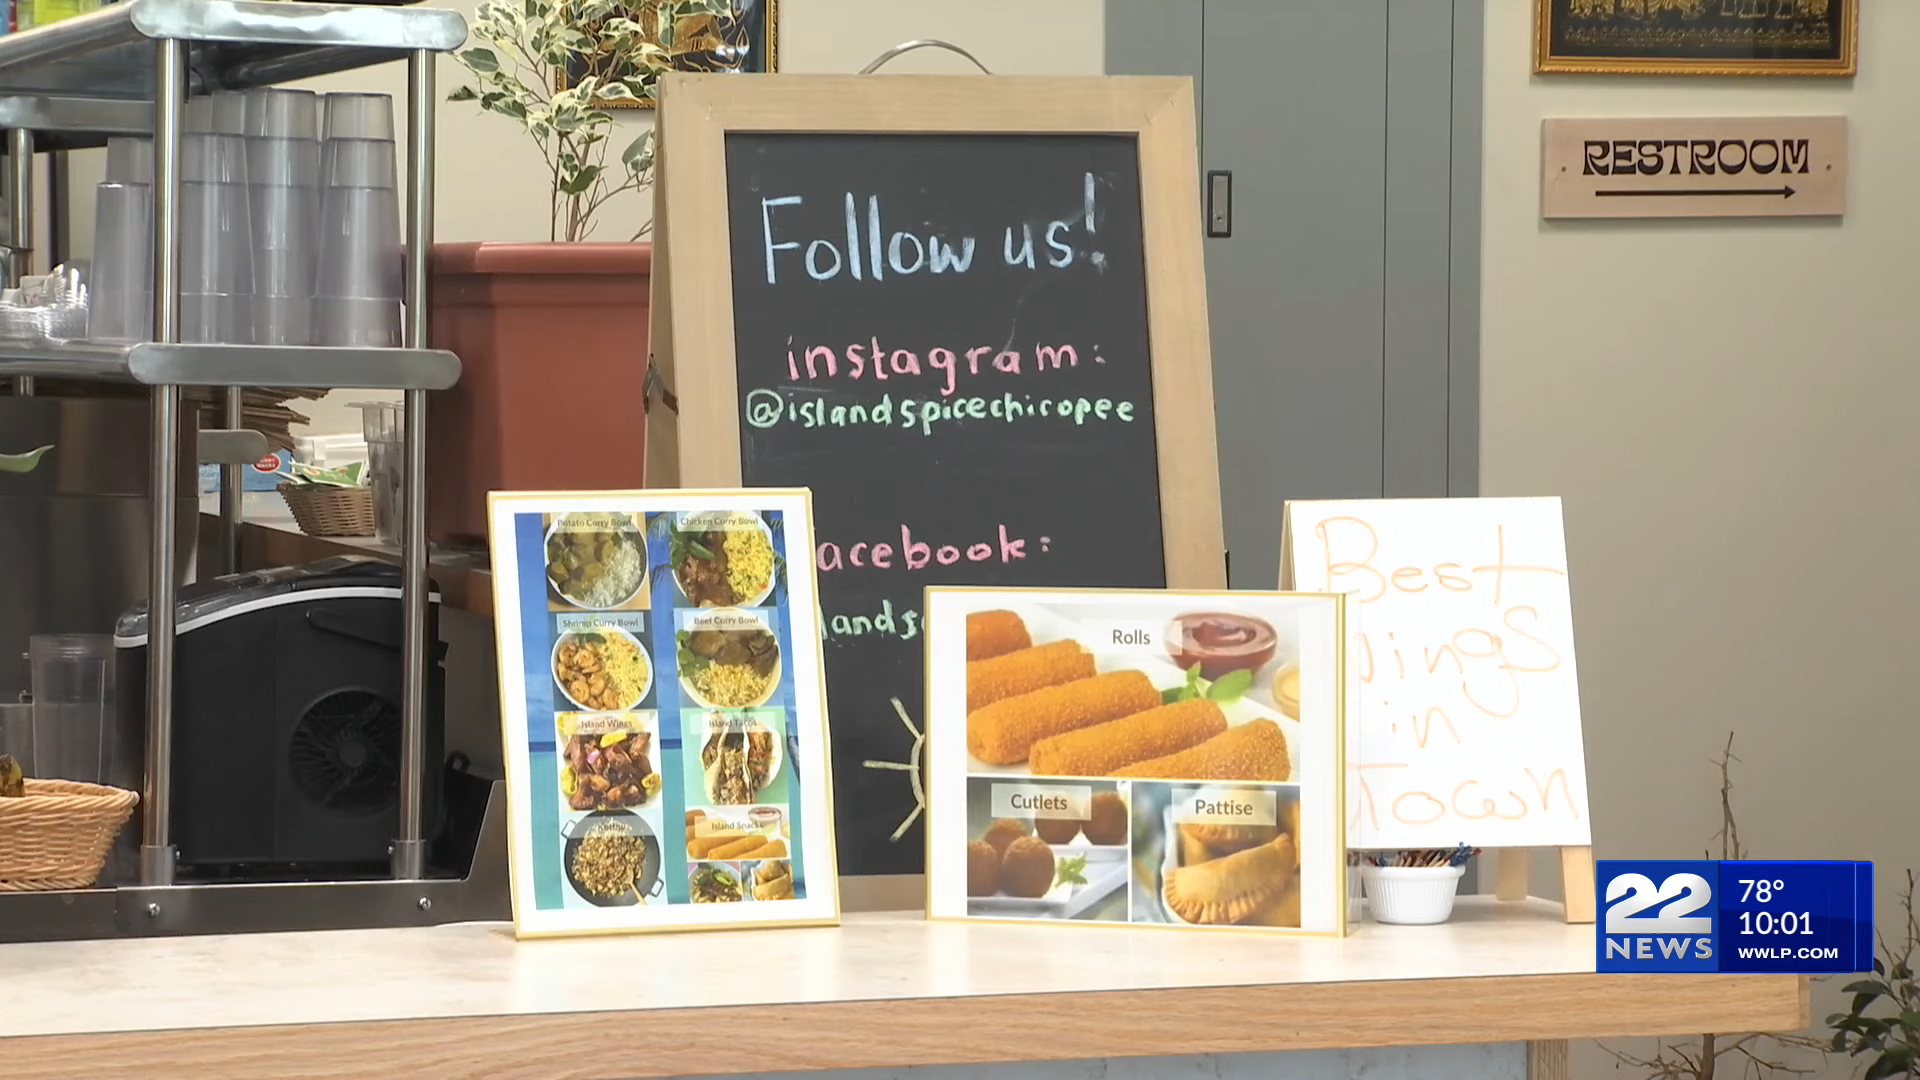 RESTROOM
Follow us!
instagram:
@islandspicechicopee
acebook:
lands
Potato Curry Bowl
Chicken Curry Bowl
Shrimp Curry Bowl
Beef Curry Bowl
Island Wings
Island Tacos
Kottu
Island Snacks
Rolls
Cutlets
Pattise
Best
Wings
in
Town
22
NEWS
78°
10:01
WWLP.COM